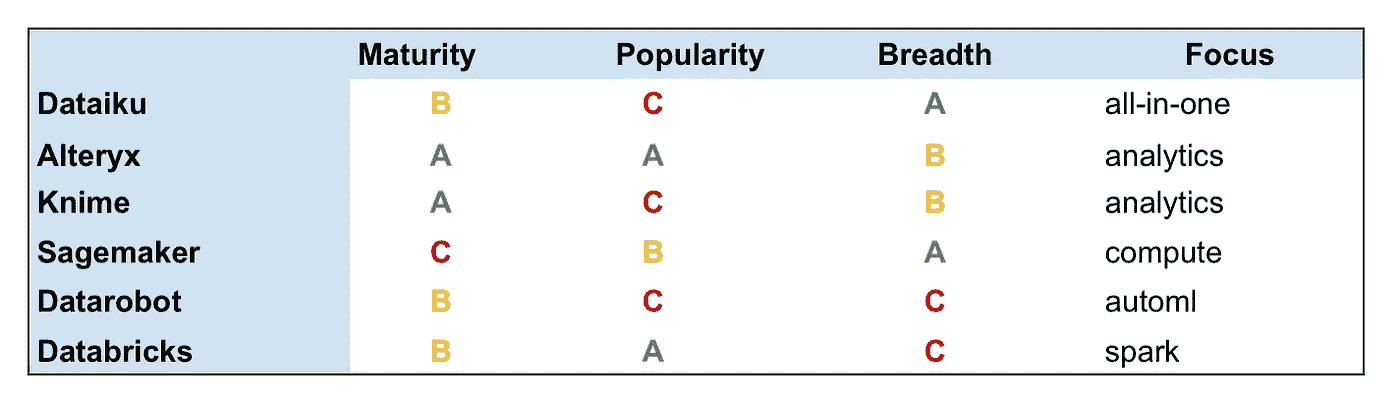 Maturity Popularity Breadth Focus
Dataiku B C A all-in-one
Alteryx A A B analytics
Knime A C B analytics
Sagemaker C B A compute
Datarobot B C C automl
Databricks B A C spark